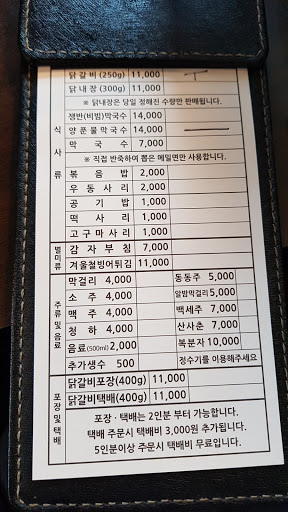 닭갈비(250g) 11,000
닭내장(300g) 11,000
※ 닭내장은 당일 정해진 수량만 판매됩니다.
식사류
쟁반(비빔)막국수 14,000
양푼물막국수 14,000
막국수 7,000
※ 직접 반죽하여 뽑은 메밀면만 사용합니다.
볶음밥 2,000
우동사리 2,000
공기밥 1,000
떡사리 1,000
고구마사리 1,000
별미류
감자부침 7,000
겨울철빙어튀김 11,000
주류 및 음료
막걸리 4,000 동동주 5,000
소주 4,000 알밤막걸리 5,000
맥주 4,000 백세주 7,000
청하 4,000 산사춘 7,000
음료(500ml) 2,000 복분자 10,000
추가생수 500 정수기를 이용해주세요
포장 및 택배
닭갈비포장(400g) 11,000
닭갈비택배(400g) 11,000
포장·택배는 2인분 부터 가능합니다.
택배 주문시 택배비 3,000원 추가됩니다.
5인분이상 주문시 택배비 무료입니다.